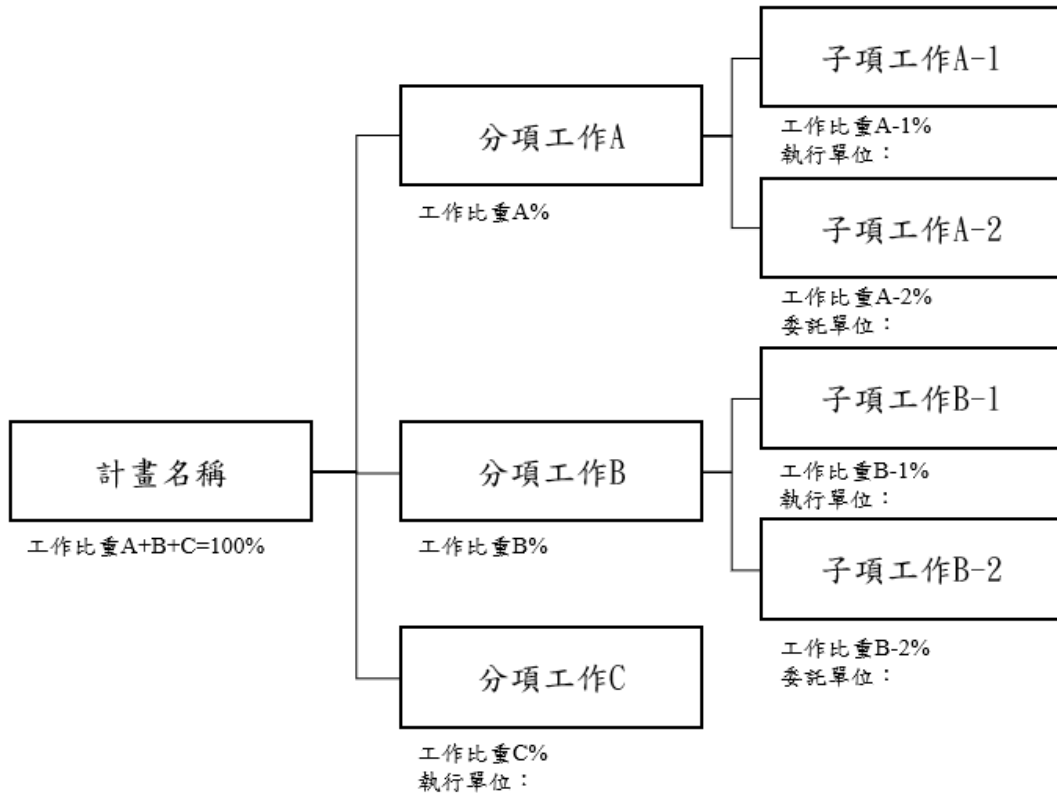 計畫名稱
工作比重A+B+C=100%
分項工作A
工作比重A%
子項工作A-1
工作比重A-1%
執行單位：
子項工作A-2
工作比重A-2%
委託單位：
分項工作B
工作比重B%
子項工作B-1
工作比重B-1%
執行單位：
子項工作B-2
工作比重B-2%
委託單位：
分項工作C
工作比重C%
執行單位：